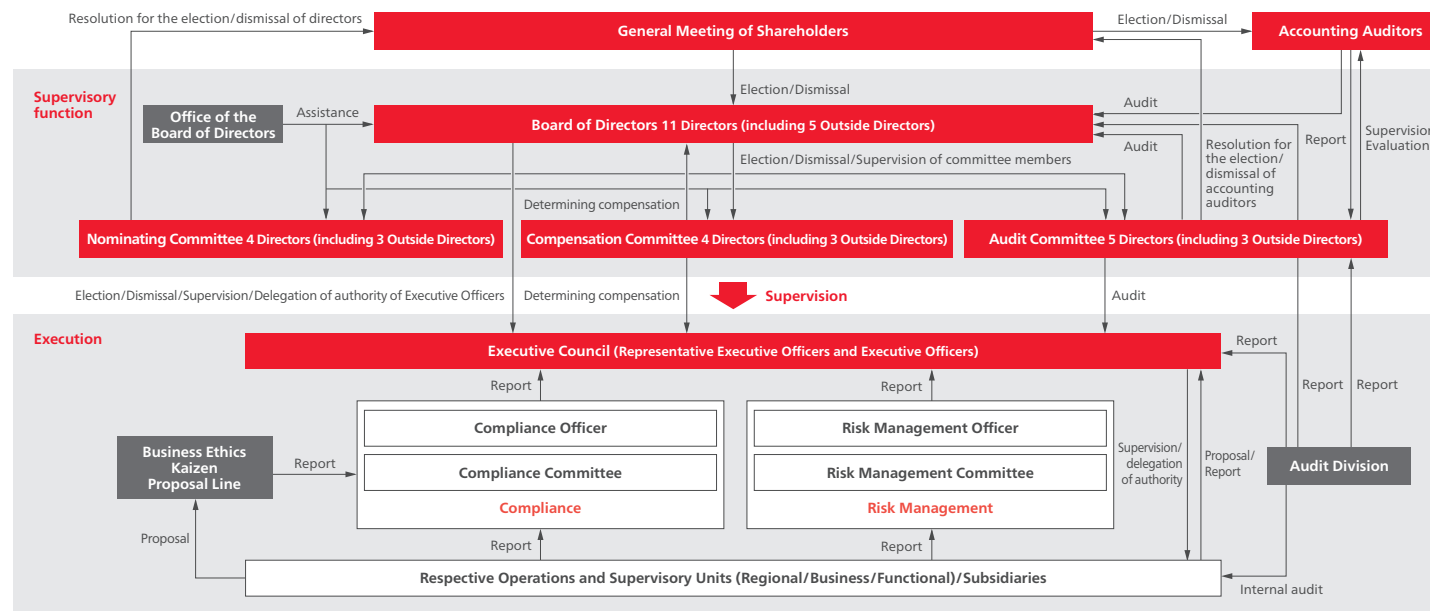 Resolution for the election/dismissal of directors
General Meeting of Shareholders
Election/Dismissal
Accounting Auditors
Supervisory
function
Office of the
Board of Directors
Assistance
Election/Dismissal
Board of Directors 11 Directors (including 5 Outside Directors)
Audit
Audit
Report
Supervision
Evaluation
Election/Dismissal/Supervision of committee members
Resolution for
the election/
dismissal of
accounting
auditors
Determining compensation
Nominating Committee 4 Directors (including 3 Outside Directors)
Compensation Committee 4 Directors (including 3 Outside Directors)
Audit Committee 5 Directors (including 3 Outside Directors)
Election/Dismissal/Supervision/Delegation of authority of Executive Officers
Determining compensation
Supervision
Audit
Execution
Executive Council (Representative Executive Officers and Executive Officers)
Report
Report
Report
Report
Report
Compliance Officer
Risk Management Officer
Business Ethics
Kaizen
Proposal Line
Report
Compliance Committee
Risk Management Committee
Supervision/
delegation
of authority
Proposal/
Report
Audit Division
Compliance
Risk Management
Proposal
Report
Report
Respective Operations and Supervisory Units (Regional/Business/Functional)/Subsidiaries
Internal audit